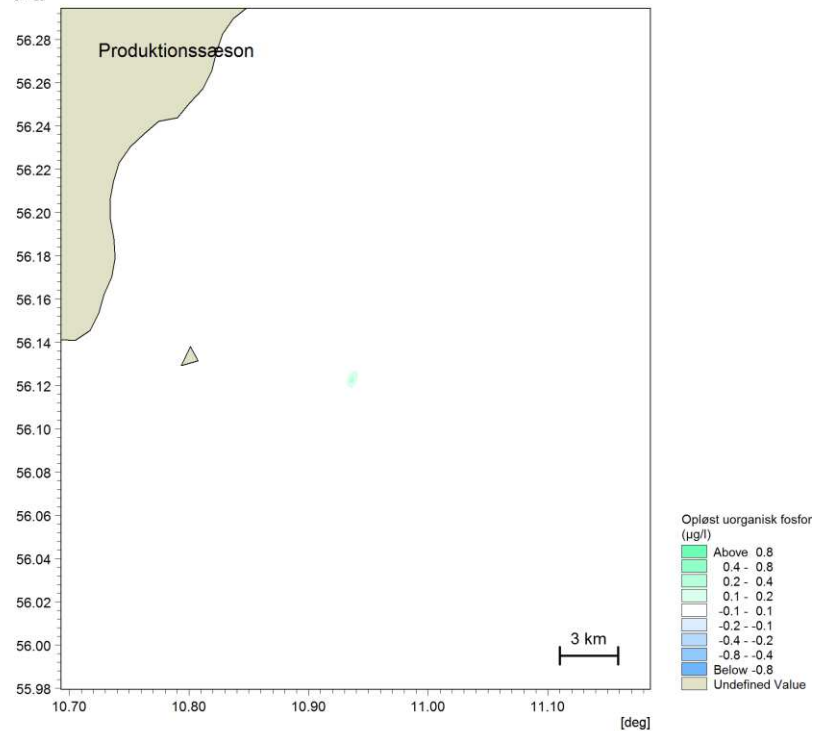 Produktionssæson
56.28
56.26
56.24
56.22
56.20
56.18
56.16
56.14
56.12
56.10
56.08
56.06
56.04
56.02
56.00
55.98
3 km
10.70 10.80 10.90 11.00 11.10
[deg]
Opløst uorganisk fosfor
(µg/l)
Above 0.8
0.4 - 0.8
0.2 - 0.4
0.1 - 0.2
-0.1 - 0.1
-0.2 - -0.1
-0.4 - -0.2
-0.8 - -0.4
Below -0.8
Undefined Value